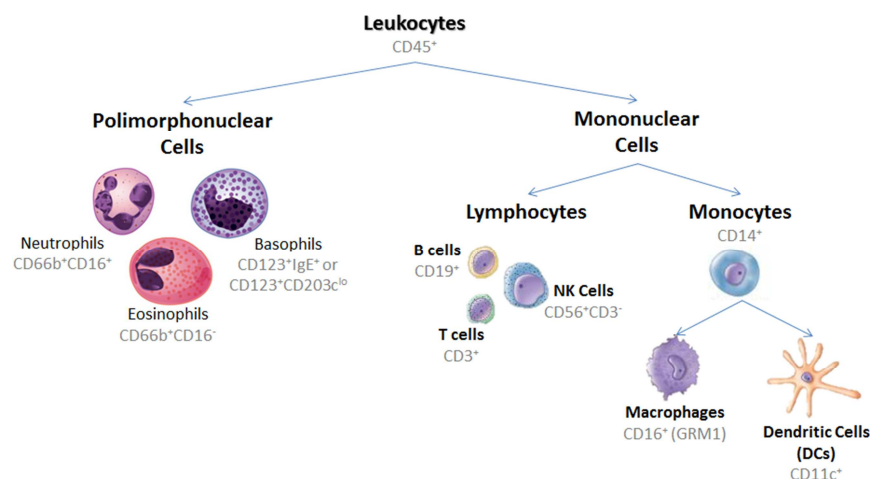 Leukocytes
CD45⁺
Polimorphonuclear
Cells
Neutrophils
CD66b⁺CD16⁺
Basophils
CD123⁺IgE⁺ or
CD123⁺CD203cˡᵒ
Eosinophils
CD66b⁺CD16⁻
Mononuclear
Cells
Lymphocytes
B cells
CD19⁺
NK Cells
CD56⁺CD3⁻
T cells
CD3⁺
Monocytes
CD14⁺
Macrophages
CD16⁺ (GRM1)
Dendritic Cells
(DCs)
CD11c⁺